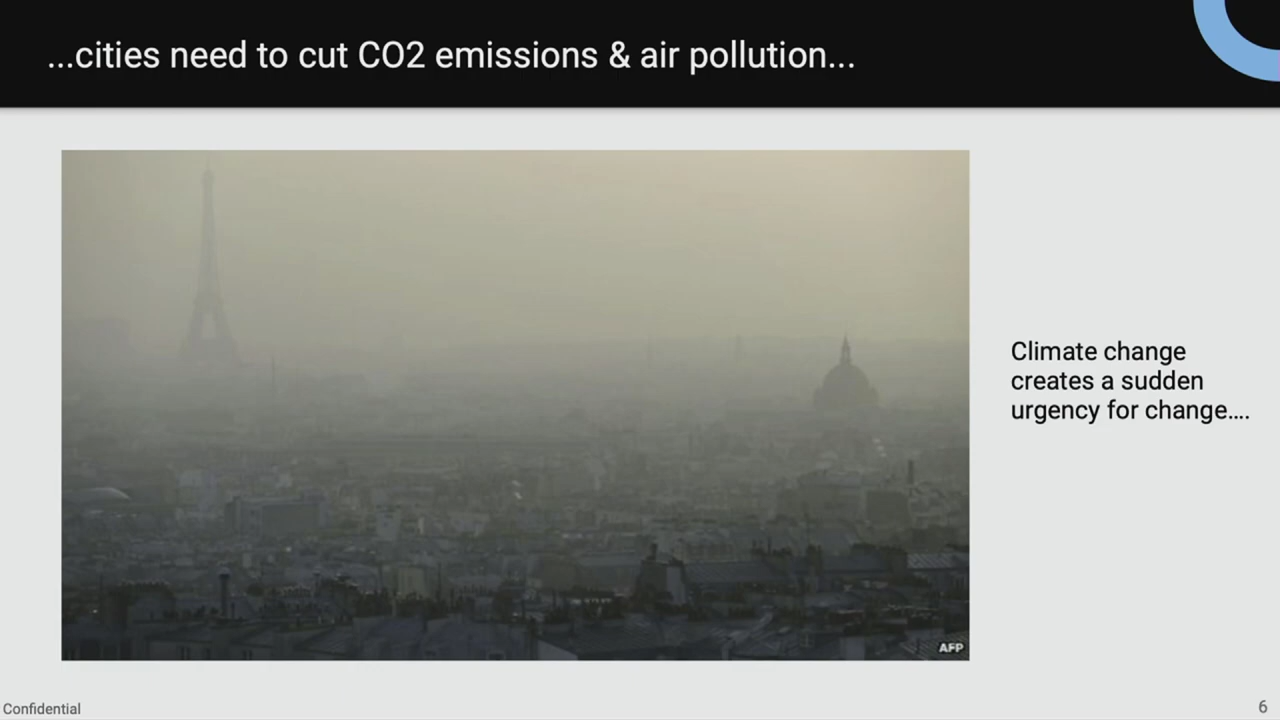 ...cities need to cut CO2 emissions & air pollution...
Climate change
creates a sudden
urgency for change....
AFP
Confidential
6